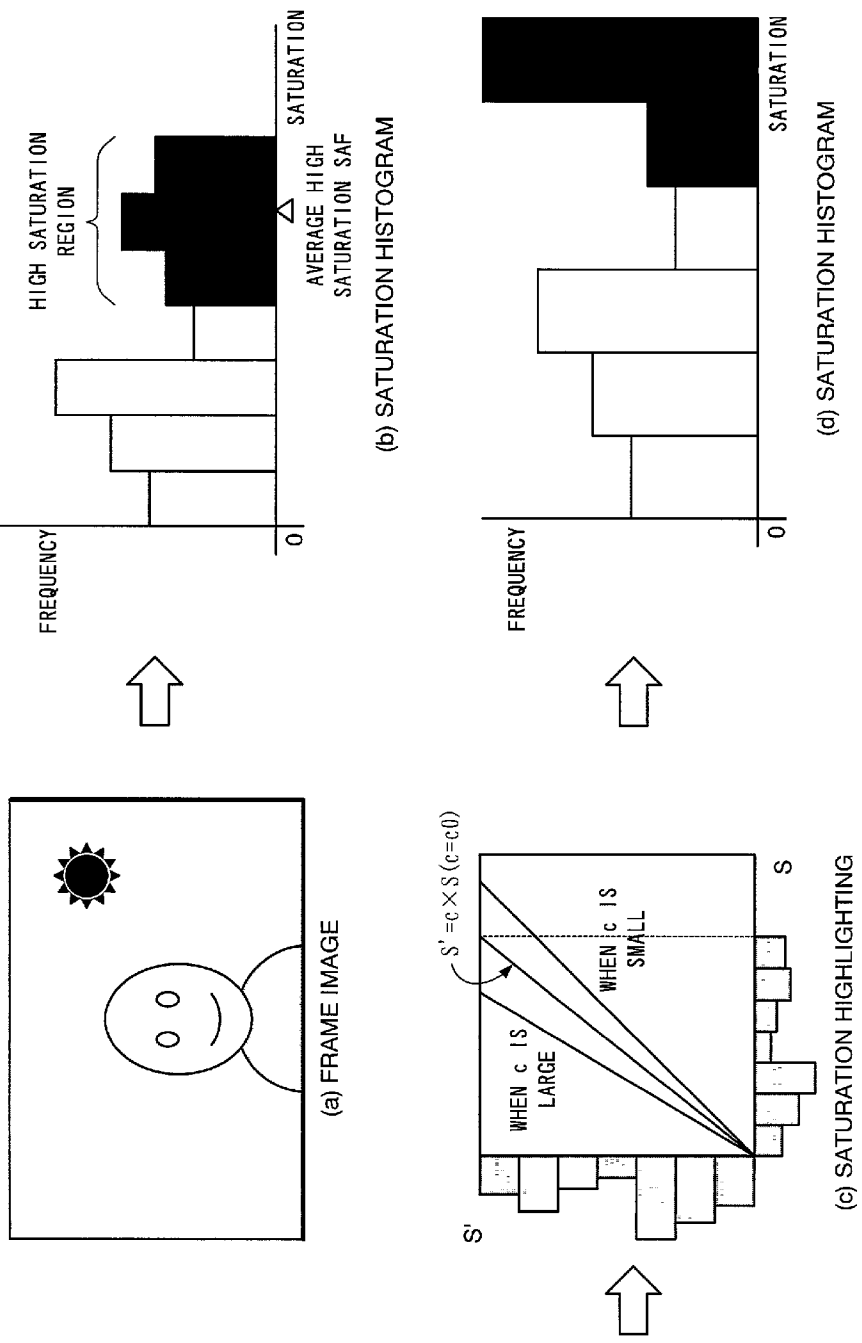 (a) FRAME IMAGE
FREQUENCY
HIGH SATURATION
REGION
0
SATURATION
AVERAGE HIGH
SATURATION SAF
(b) SATURATION HISTOGRAM
S'
WHEN c IS
LARGE
S'=c×S(c=c0)
WHEN c IS
SMALL
S
(c) SATURATION HIGHLIGHTING
FREQUENCY
0
SATURATION
(d) SATURATION HISTOGRAM